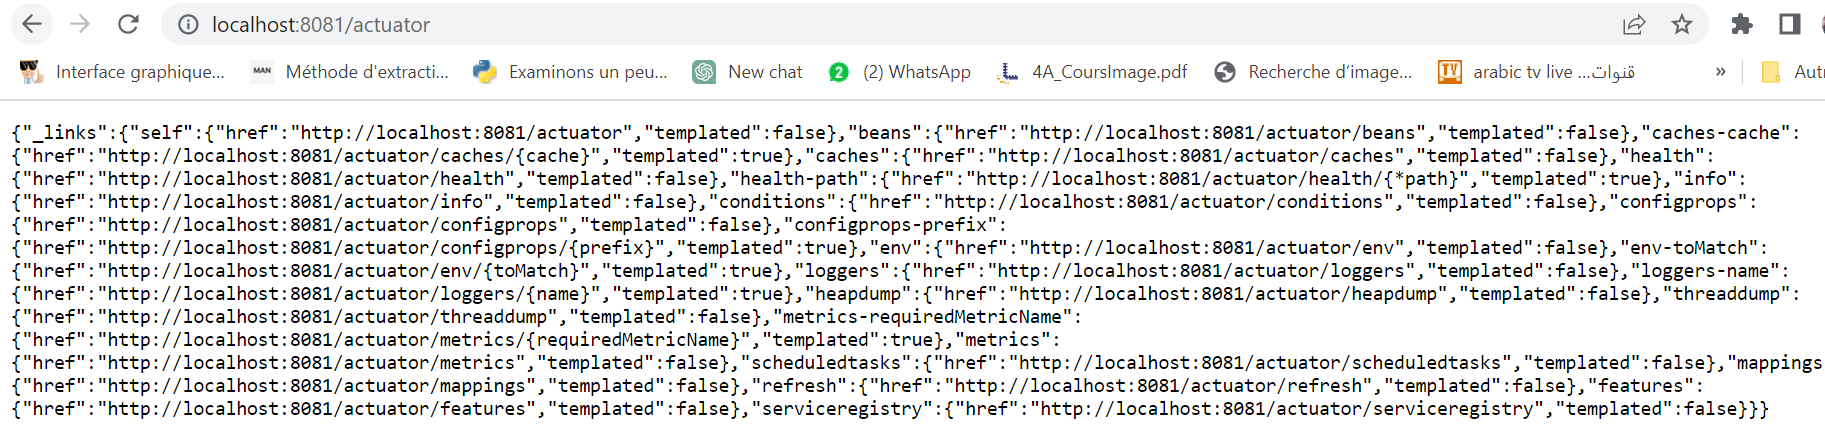 localhost:8081/actuator
Interface graphique... MAN Méthode d'extracti... Examinons un peu... New chat 2 (2) WhatsApp 4A_CoursImage.pdf Recherche d'image... TV arabic tv live ...قنوات » Autr
{"_links":{"self":{"href":"http://localhost:8081/actuator","templated":false},"beans":{"href":"http://localhost:8081/actuator/beans","templated":false},"caches-cache":
{"href":"http://localhost:8081/actuator/caches/{cache}","templated":true},"caches":{"href":"http://localhost:8081/actuator/caches","templated":false},"health":
{"href":"http://localhost:8081/actuator/health","templated":false},"health-path":{"href":"http://localhost:8081/actuator/health/{*path}","templated":true},"info":
{"href":"http://localhost:8081/actuator/info","templated":false},"conditions":{"href":"http://localhost:8081/actuator/conditions","templated":false},"configprops":
{"href":"http://localhost:8081/actuator/configprops","templated":false},"configprops-prefix":
{"href":"http://localhost:8081/actuator/configprops/{prefix}","templated":true},"env":{"href":"http://localhost:8081/actuator/env","templated":false},"env-toMatch":
{"href":"http://localhost:8081/actuator/env/{toMatch}","templated":true},"loggers":{"href":"http://localhost:8081/actuator/loggers","templated":false},"loggers-name":
{"href":"http://localhost:8081/actuator/loggers/{name}","templated":true},"heapdump":{"href":"http://localhost:8081/actuator/heapdump","templated":false},"threaddump":
{"href":"http://localhost:8081/actuator/threaddump","templated":false},"metrics-requiredMetricName":
{"href":"http://localhost:8081/actuator/metrics/{requiredMetricName}","templated":true},"metrics":
{"href":"http://localhost:8081/actuator/metrics","templated":false},"scheduledtasks":{"href":"http://localhost:8081/actuator/scheduledtasks","templated":false},"mappings
{"href":"http://localhost:8081/actuator/mappings","templated":false},"refresh":{"href":"http://localhost:8081/actuator/refresh","templated":false},"features":
{"href":"http://localhost:8081/actuator/features","templated":false},"serviceregistry":{"href":"http://localhost:8081/actuator/serviceregistry","templated":false}}}